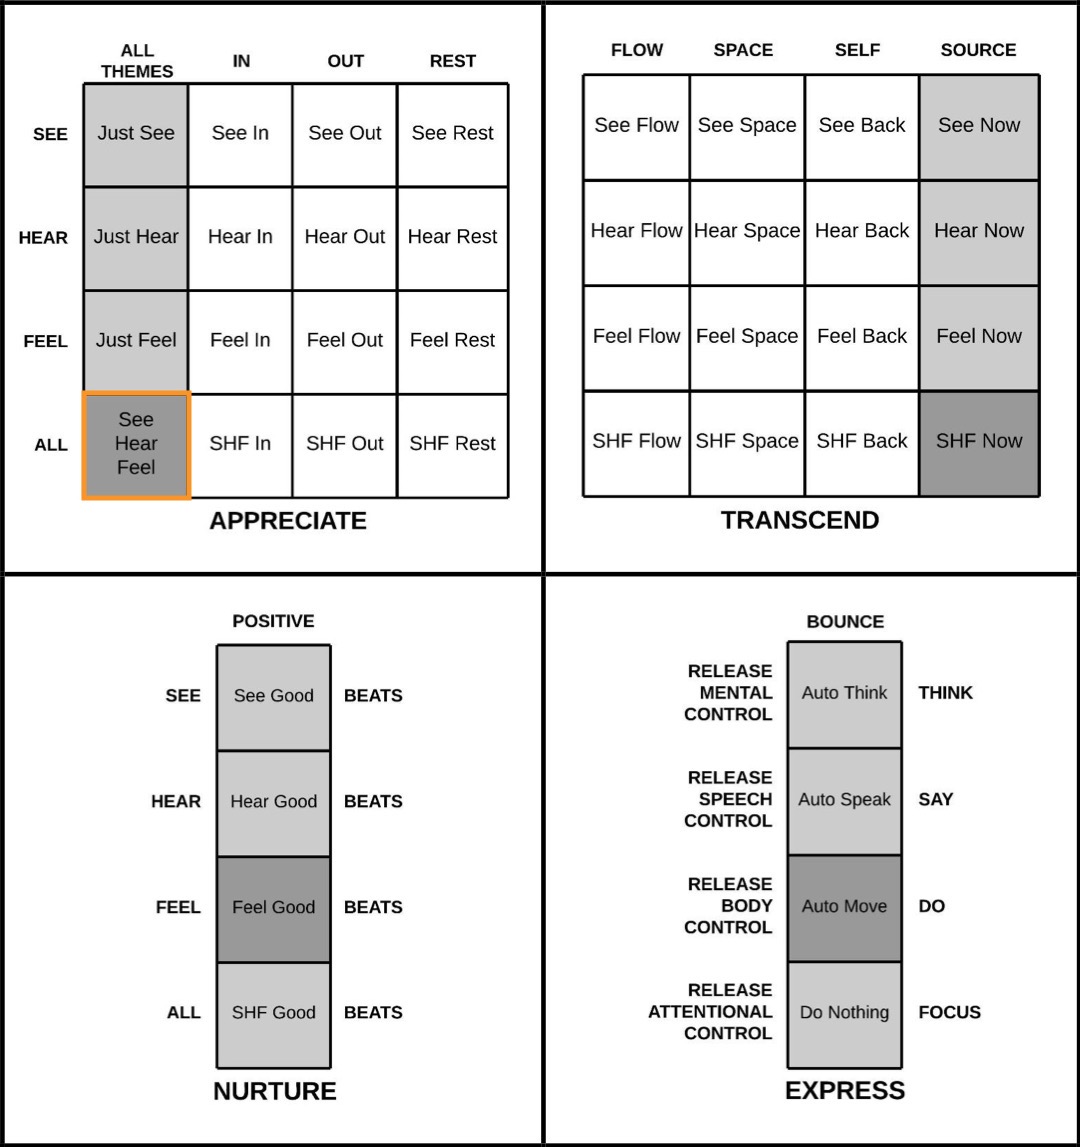 ALL
THEMES
IN
OUT
REST
SEE
Just See
See In
See Out
See Rest
HEAR
Just Hear
Hear In
Hear Out
Hear Rest
FEEL
Just Feel
Feel In
Feel Out
Feel Rest
ALL
See
Hear
Feel
SHF In
SHF Out
SHF Rest
APPRECIATE
FLOW
SPACE
SELF
SOURCE
See Flow
See Space
See Back
See Now
Hear Flow
Hear Space
Hear Back
Hear Now
Feel Flow
Feel Space
Feel Back
Feel Now
SHF Flow
SHF Space
SHF Back
SHF Now
TRANSCEND
POSITIVE
SEE
See Good
BEATS
HEAR
Hear Good
BEATS
FEEL
Feel Good
BEATS
ALL
SHF Good
BEATS
NURTURE
BOUNCE
RELEASE
MENTAL
CONTROL
Auto Think
THINK
RELEASE
SPEECH
CONTROL
Auto Speak
SAY
RELEASE
BODY
CONTROL
Auto Move
DO
RELEASE
ATTENTIONAL
CONTROL
Do Nothing
FOCUS
EXPRESS